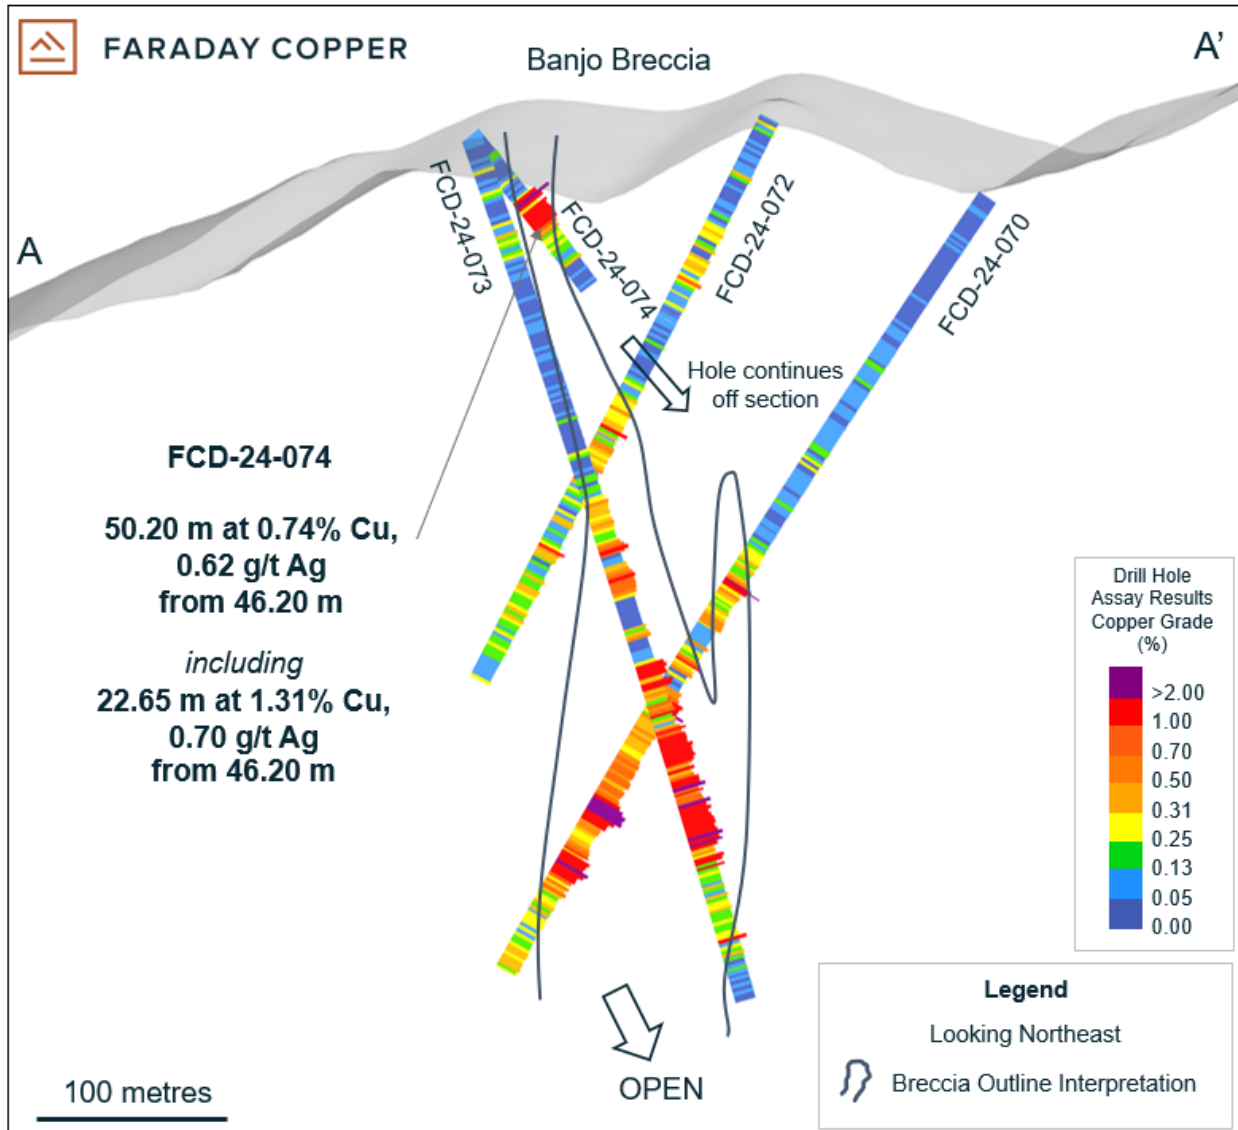 FARADAY COPPER
Banjo Breccia
A'
A
FCD-24-073
FCD-24-074
FCD-24-072
FCD-24-070
Hole continues
off section
FCD-24-074
50.20 m at 0.74% Cu,
0.62 g/t Ag
from 46.20 m
including
22.65 m at 1.31% Cu,
0.70 g/t Ag
from 46.20 m
Drill Hole
Assay Results
Copper Grade
(%)
>2.00
1.00
0.70
0.50
0.31
0.25
0.13
0.05
0.00
OPEN
100 metres
Legend
Looking Northeast
Breccia Outline Interpretation